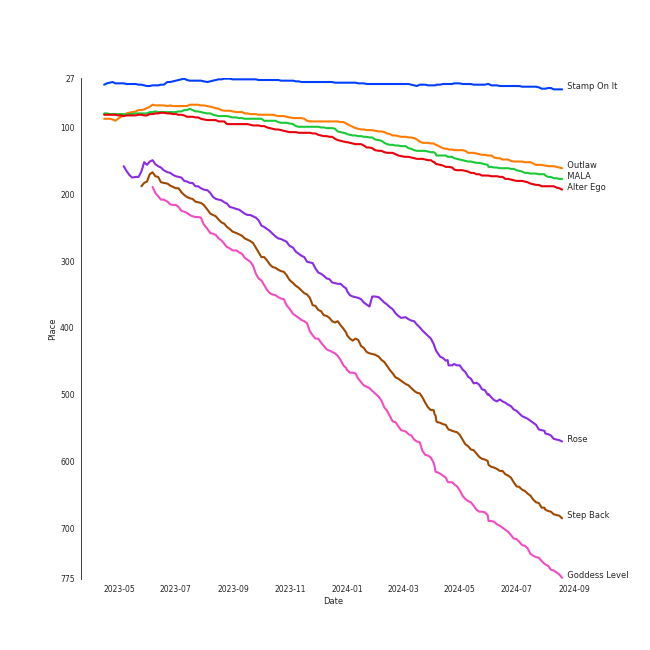 27
Stamp On It
100
Outlaw
MALA
Alter Ego
200
300
Place
400
Rose
500
Step Back
600
700
Goddess Level
775
2023-05 2023-07 2023-09 2023-11 2024-01 2024-03 2024-05 2024-07 2024-09
Date